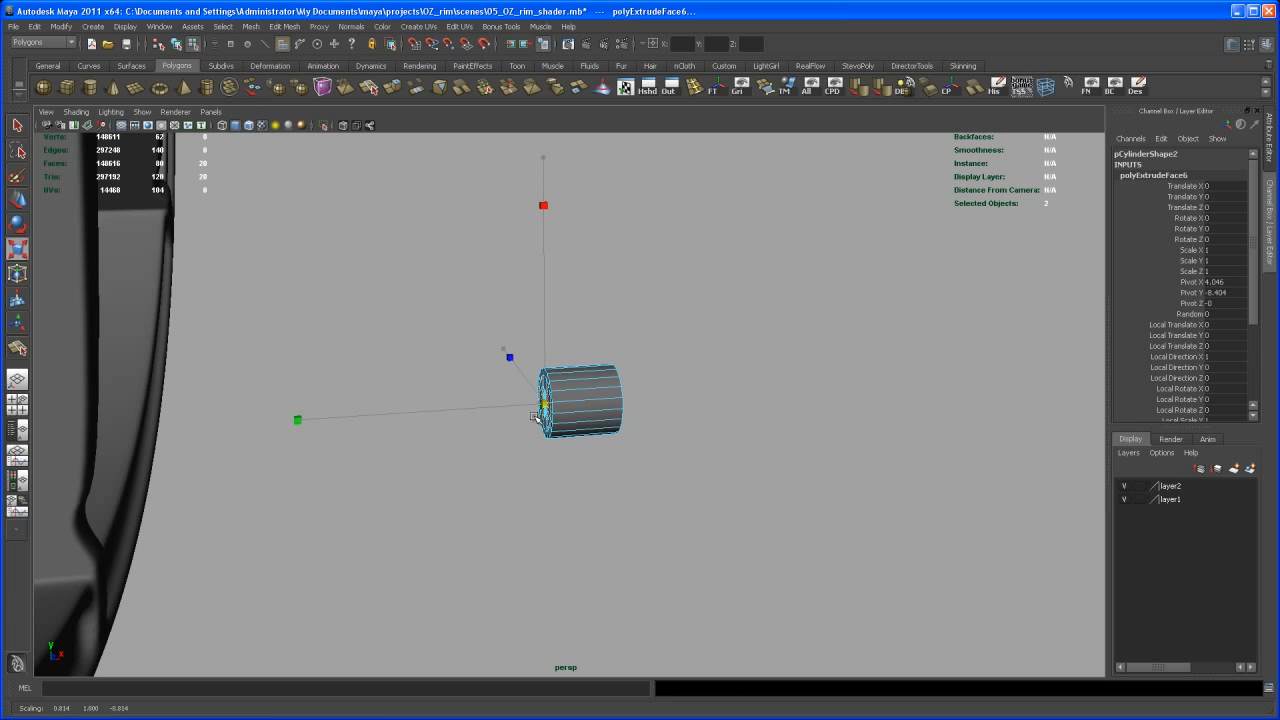 Autodesk Maya 2011 x64: C:\Documents and Settings\Administrator\My Documents\maya\projects\OZ_rim\scenes\05_OZ_rim_shader.mb* --- polyExtrudeFace6...
File Edit Modify Create Display Window Assets Select Mesh Edit Mesh Proxy Normals Color Create UVs Edit UVs Bonus Tools Muscle Help
Polygons X: Y: Z:
General Curves Surfaces Polygons Subdivs Deformation Animation Dynamics Rendering PaintEffects Toon Muscle Fluids Fur Hair nCloth Custom LightGirl RealFlow StevoPoly DirectorTools Skinning
Hshd Out FT Gri TM All CPD CP His FN BC Des
View Shading Lighting Show Renderer Panels
Channel Box / Layer Editor
Channels Edit Object Show
Verts: 148611 62 0
Edges: 297248 140 0
Faces: 148616 80 20
Tris: 297192 120 20
UVs: 14468 104 0
Backfaces: N/A
Smoothness: N/A
Instance: N/A
Display Layer: N/A
Distance From Camera: N/A
Selected Objects: 2
pCylinderShape2
INPUTS
polyExtrudeFace6
Translate X 0
Translate Y 0
Translate Z 0
Rotate X 0
Rotate Y 0
Rotate Z 0
Scale X 1
Scale Y 1
Scale Z 1
Pivot X 4.046
Pivot Y -8.404
Pivot Z -0
Random 0
Local Translate X 0
Local Translate Y 0
Local Translate Z 0
Local Direction X 1
Local Direction Y 0
Local Direction Z 0
Local Rotate X 0
Local Rotate Y 0
Local Rotate Z 0
Local Scale X 1
Attribute Editor
Channel Box / Layer Editor
Display Render Anim
Layers Options Help
V layer2
V layer1
y
x
persp
MEL
Scaling: 0.814 1.000 -0.814